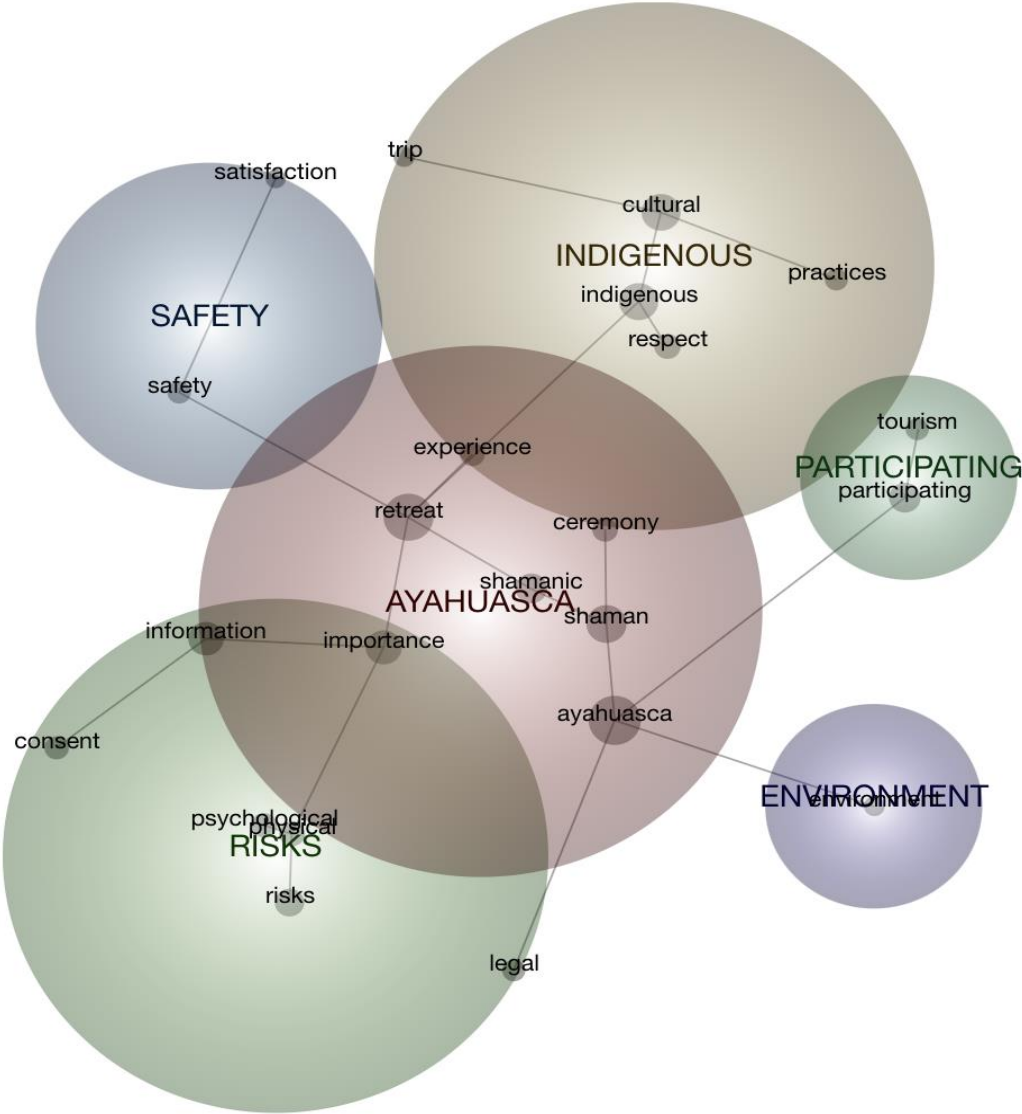 trip
satisfaction
cultural
INDIGENOUS
practices
indigenous
SAFETY
respect
safety
tourism
experience
PARTICIPATING
participating
retreat
ceremony
shamanic
AYAHUASCA
shaman
information
importance
ayahuasca
consent
ENVIRONMENT
environment
psychological
physical
RISKS
risks
legal